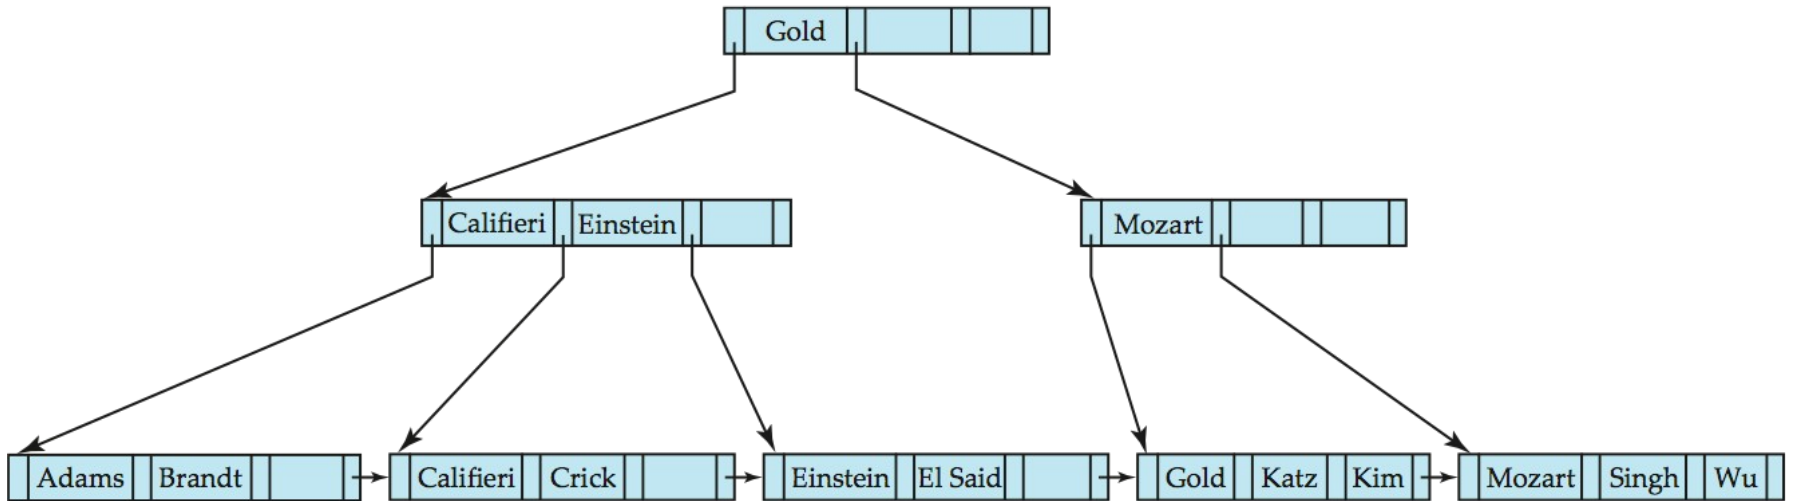 Gold
Califieri Einstein
Mozart
Adams Brandt
Califieri Crick
Einstein El Said
Gold Katz Kim
Mozart Singh Wu